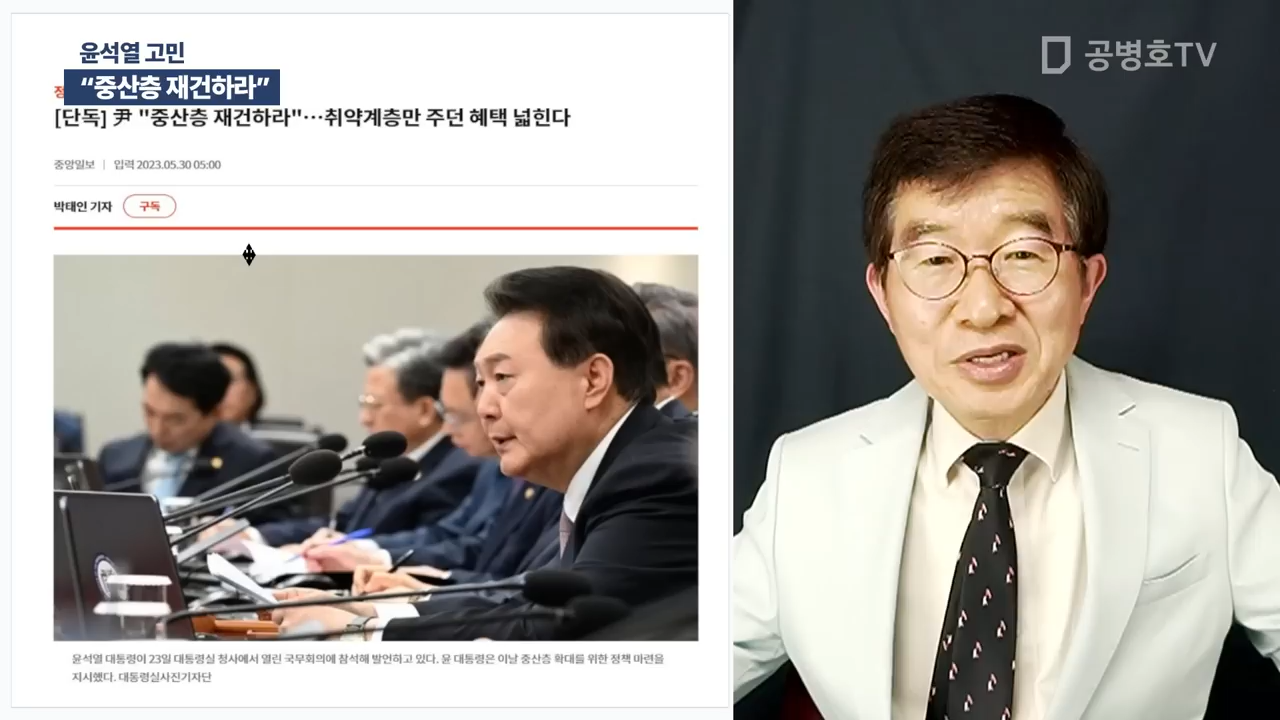 윤석열 고민
“중산층 재건하라”
[단독] 尹 "중산층 재건하라"…취약계층만 주던 혜택 넓힌다
중앙일보 | 입력 2023.05.30 05:00
박태인 기자 구독
윤석열 대통령이 23일 대통령실 청사에서 열린 국무회의에 참석해 발언하고 있다. 윤 대통령은 이날 중산층 확대를 위한 정책 마련을
지시했다. 대통령실사진기자단
공병호TV